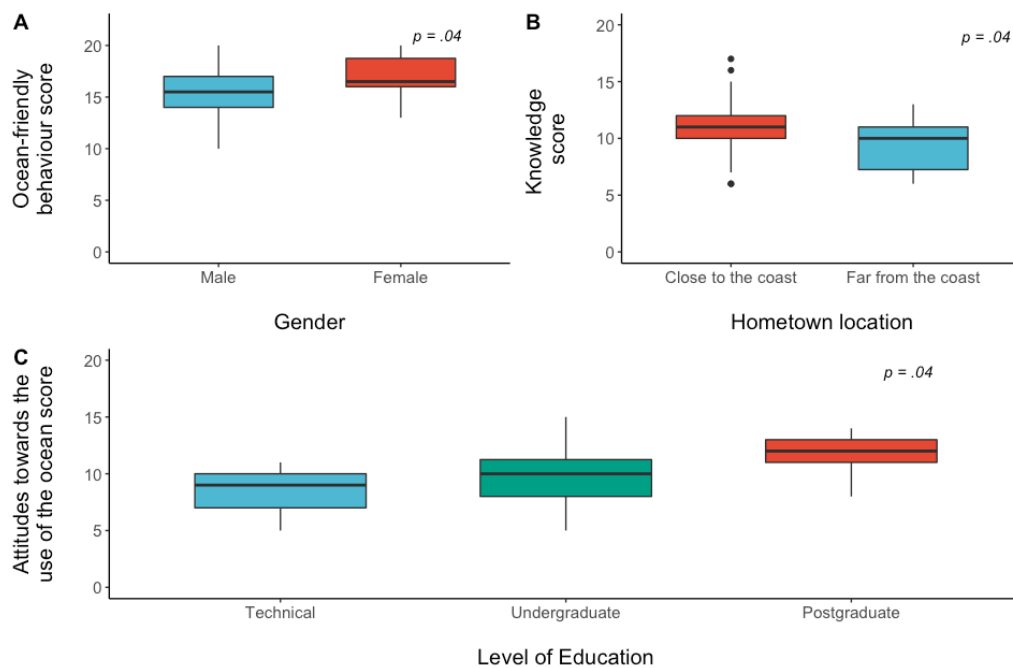 A
Ocean-friendly
behaviour score
20
15
10
5
0
p = .04
Male
Female
Gender
B
Knowledge
score
20
15
10
5
0
p = .04
Close to the coast
Far from the coast
Hometown location
C
Attitudes towards the
use of the ocean score
20
15
10
5
0
p = .04
Technical
Undergraduate
Postgraduate
Level of Education